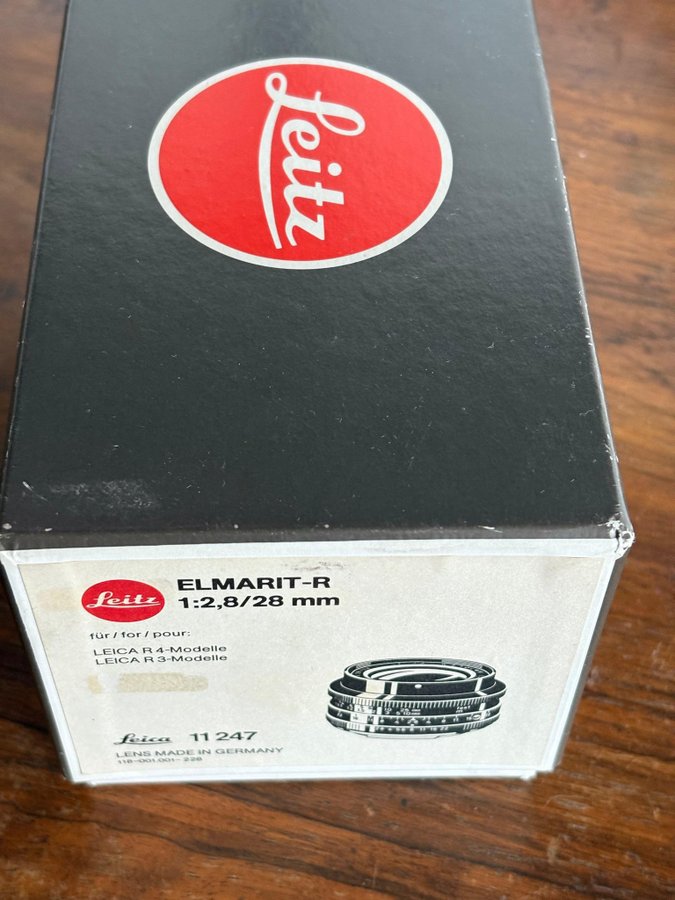 Leitz
Leitz
ELMARIT-R
1:2,8/28 mm
für / for / pour:
LEICA R 4-Modelle
LEICA R 3-Modelle
Leica 11 247
LENS MADE IN GERMANY
118-001.001-228